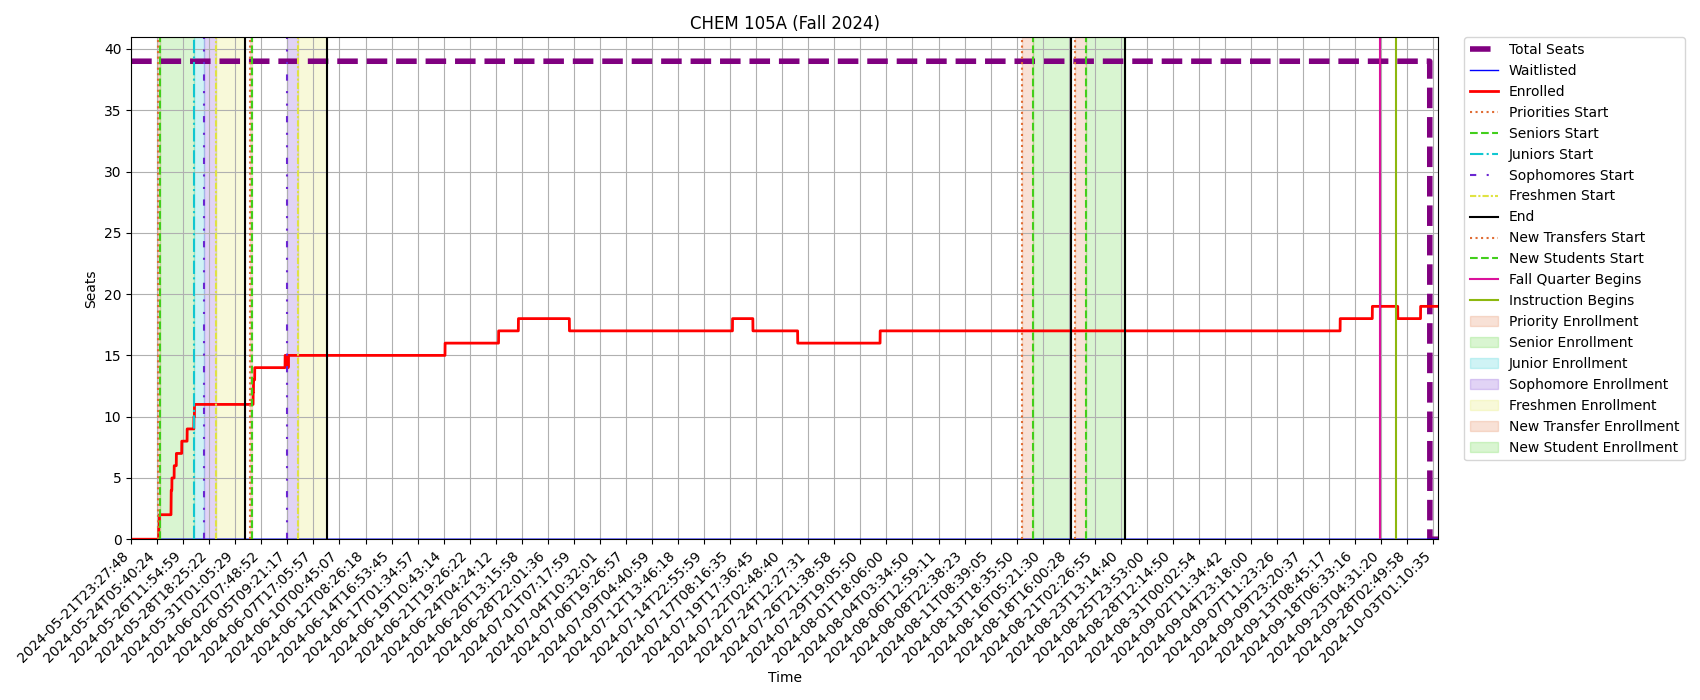 CHEM 105A (Fall 2024)
Seats
40
35
30
25
20
15
10
5
0
2024-05-21T23:27:48
2024-05-24T05:40:24
2024-05-26T11:54:59
2024-05-28T18:25:22
2024-05-31T01:05:29
2024-06-02T07:48:52
2024-06-05T09:21:17
2024-06-07T17:05:57
2024-06-10T00:45:07
2024-06-12T08:26:18
2024-06-14T16:53:45
2024-06-17T01:34:57
2024-06-19T10:43:14
2024-06-21T19:26:22
2024-06-24T04:24:12
2024-06-26T13:15:58
2024-06-28T22:01:36
2024-07-01T07:17:59
2024-07-04T10:32:01
2024-07-06T19:26:57
2024-07-09T04:40:59
2024-07-12T13:46:18
2024-07-14T22:55:59
2024-07-17T08:16:35
2024-07-19T17:36:45
2024-07-22T02:48:40
2024-07-24T12:27:31
2024-07-26T21:38:58
2024-07-29T19:05:50
2024-08-01T18:06:00
2024-08-04T03:34:50
2024-08-06T12:59:11
2024-08-08T22:38:23
2024-08-11T08:39:05
2024-08-13T18:35:50
2024-08-16T05:21:30
2024-08-18T16:00:28
2024-08-21T02:26:55
2024-08-23T13:14:40
2024-08-25T23:53:00
2024-08-28T12:14:50
2024-08-31T00:02:54
2024-09-02T11:34:42
2024-09-04T23:18:00
2024-09-07T11:23:26
2024-09-09T23:20:37
2024-09-13T08:45:17
2024-09-18T06:33:16
2024-09-23T04:31:20
2024-09-28T02:49:58
2024-10-03T01:10:35
Time
Total Seats
Waitlisted
Enrolled
Priorities Start
Seniors Start
Juniors Start
Sophomores Start
Freshmen Start
End
New Transfers Start
New Students Start
Fall Quarter Begins
Instruction Begins
Priority Enrollment
Senior Enrollment
Junior Enrollment
Sophomore Enrollment
Freshmen Enrollment
New Transfer Enrollment
New Student Enrollment